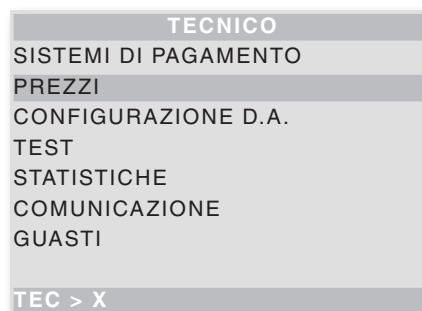 TECNICO
SISTEMI DI PAGAMENTO
PREZZI
CONFIGURAZIONE D.A.
TEST
STATISTICHE
COMUNICAZIONE
GUASTI
TEC > X